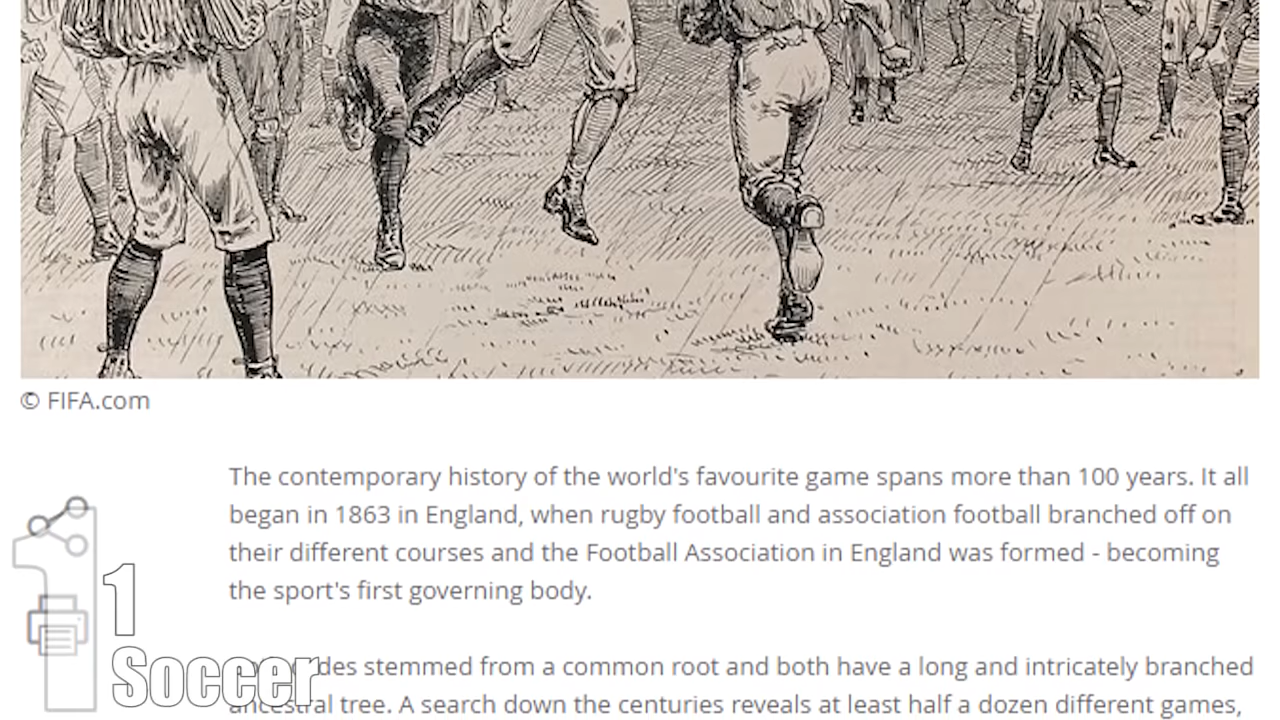 © FIFA.com
The contemporary history of the world's favourite game spans more than 100 years. It all
began in 1863 in England, when rugby football and association football branched off on
their different courses and the Football Association in England was formed - becoming
the sport's first governing body.
1
Soccer
des stemmed from a common root and both have a long and intricately branched
ancestral tree. A search down the centuries reveals at least half a dozen different games,